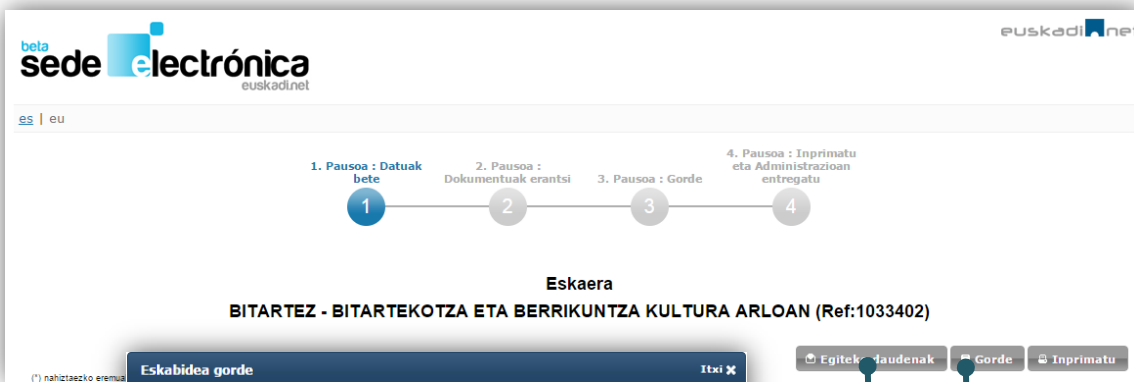 beta
sede electrónica
euskadi.net
euskadi net
es | eu
1. Pausoa : Datuak bete
2. Pausoa : Dokumentuak erantsi
3. Pausoa : Gorde
4. Pausoa : Inprimatu eta Administrazioan entregatu
1
2
3
4
Eskaera
BITARTEZ - BITARTEKOTZA ETA BERRIKUNTZA KULTURA ARLOAN (Ref:1033402)
Gorde
Inprimatu
(*) nahiztaezko
Eskabidea gorde
Itxi X